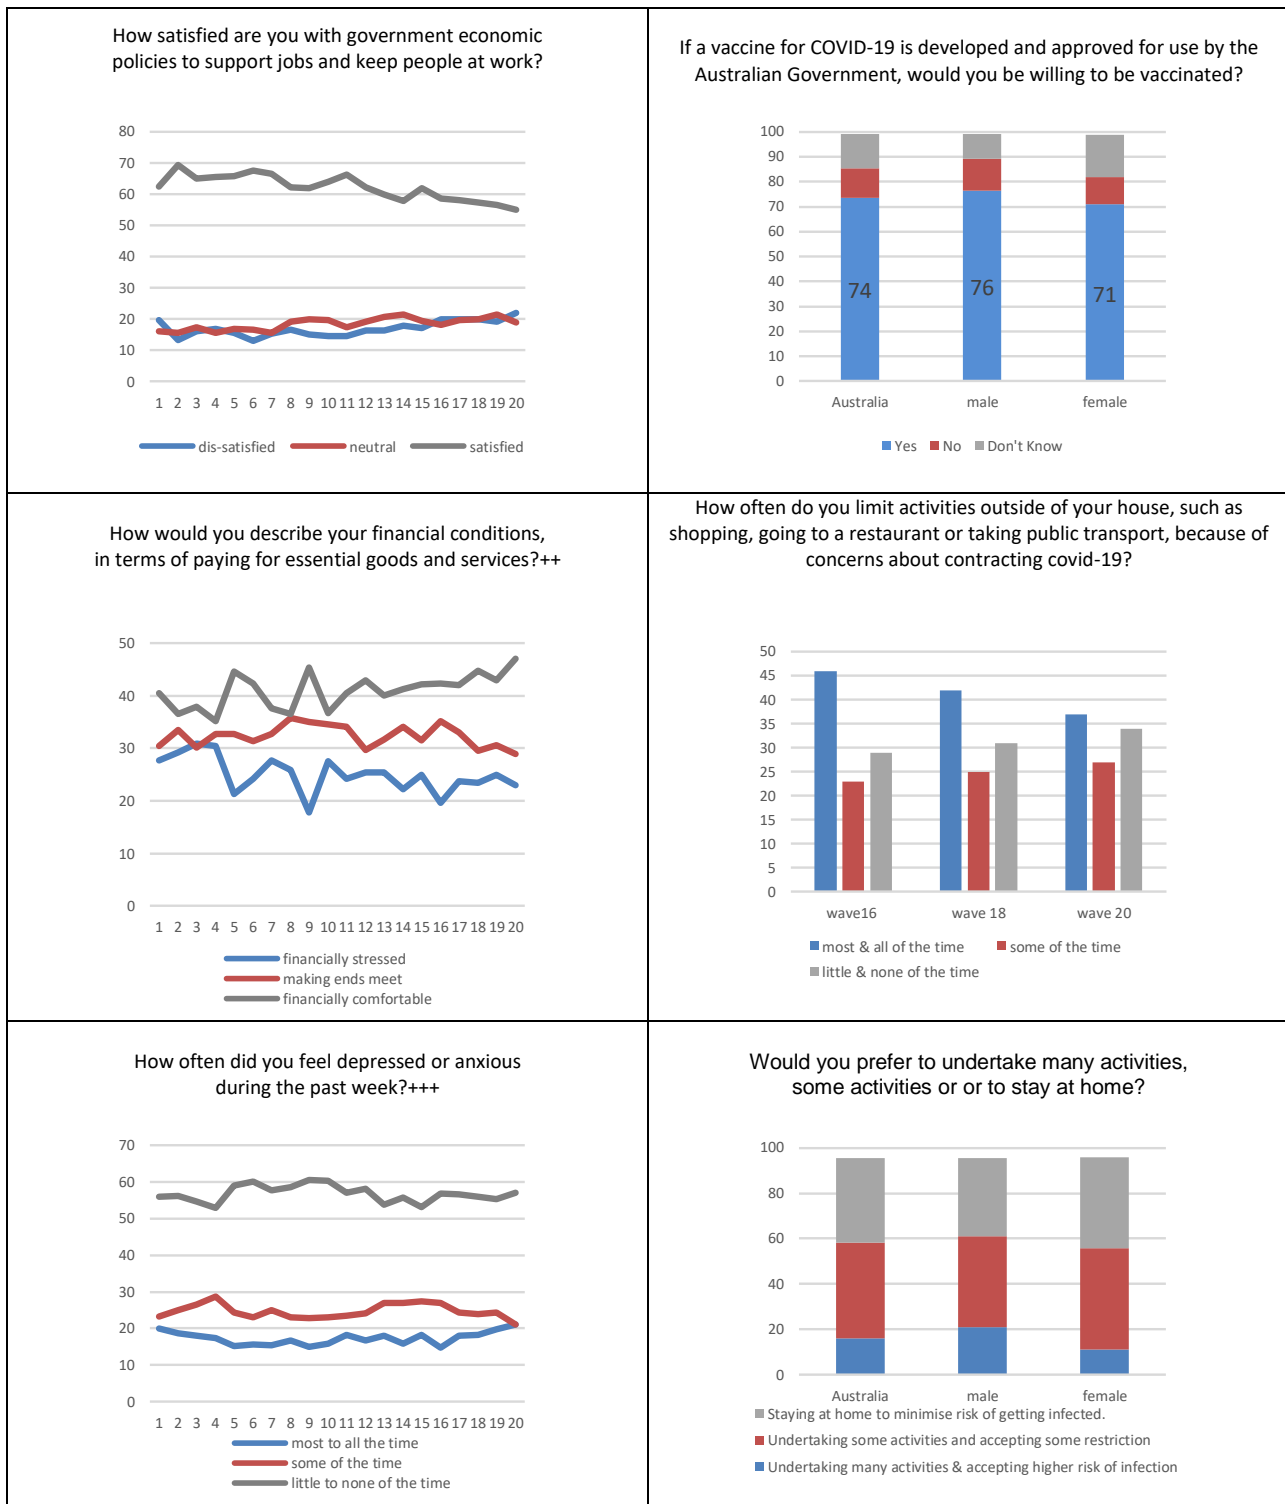 How satisfied are you with government economic
policies to support jobs and keep people at work?
80
70
60
50
40
30
20
10
0
1 2 3 4 5 6 7 8 9 10 11 12 13 14 15 16 17 18 19 20
dis-satisfied neutral satisfied
If a vaccine for COVID-19 is developed and approved for use by the
Australian Government, would you be willing to be vaccinated?
100
90
80
70
60
50
40
30
20
10
0
74 76 71
Australia male female
Yes No Don't Know
How would you describe your financial conditions,
in terms of paying for essential goods and services?++
50
40
30
20
10
0
1 2 3 4 5 6 7 8 9 10 11 12 13 14 15 16 17 18 19 20
financially stressed
making ends meet
financially comfortable
How often do you limit activities outside of your house, such as
shopping, going to a restaurant or taking public transport, because of
concerns about contracting covid-19?
50
45
40
35
30
25
20
15
10
5
0
wave16 wave 18 wave 20
most & all of the time some of the time
little & none of the time
How often did you feel depressed or anxious
during the past week?+++
70
60
50
40
30
20
10
0
1 2 3 4 5 6 7 8 9 10 11 12 13 14 15 16 17 18 19 20
most to all the time
some of the time
little to none of the time
Would you prefer to undertake many activities,
some activities or or to stay at home?
100
80
60
40
20
0
Australia male female
Staying at home to minimise risk of getting infected.
Undertaking some activities and accepting some restriction
Undertaking many activities & accepting higher risk of infection